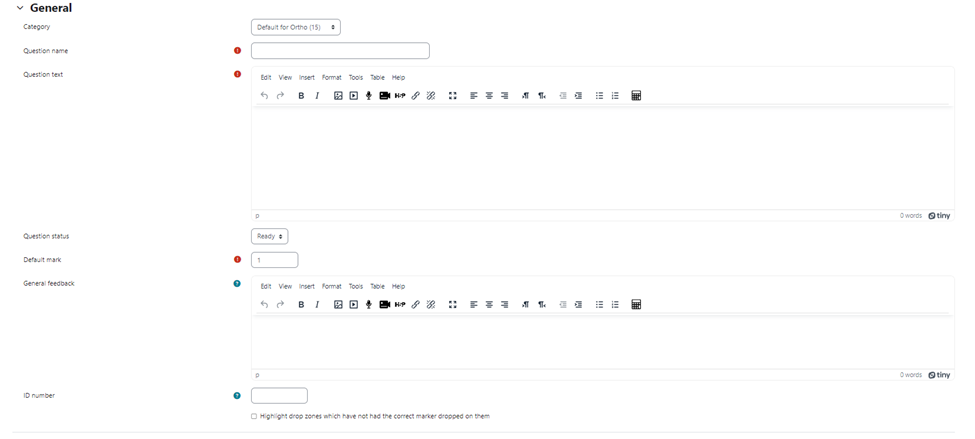 General
Category
Default for Ortho (15)
Question name
Question text
Edit View Insert Format Tools Table Help
B I H5P
p
0 words tiny
Question status
Ready
Default mark
1
General feedback
Edit View Insert Format Tools Table Help
B I H5P
p
0 words tiny
ID number
Highlight drop zones which have not had the correct marker dropped on them